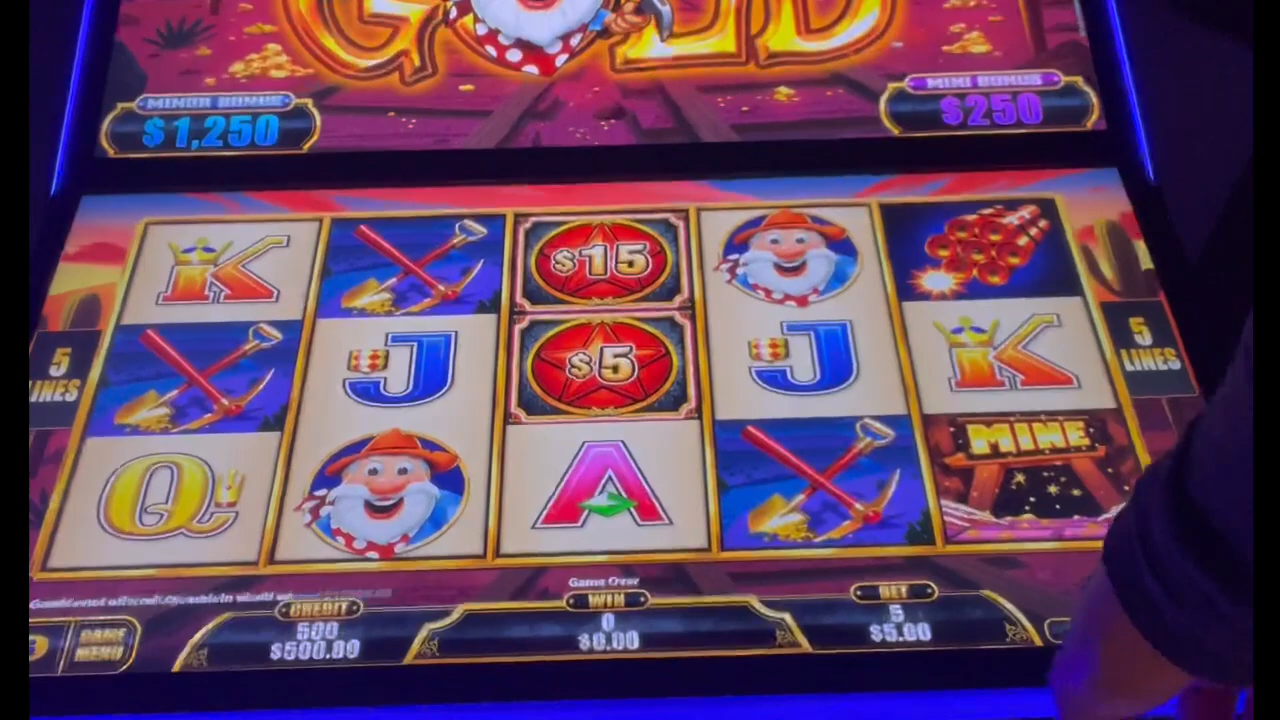 GOLD
MINOR BONUS
$1,250
MINI BONUS
$250
K
$15
5
LINES
J
$5
J
K
5
LINES
MINE
Q
A
Game Over
CREDIT
WIN
BET
500
0
5
$500.00
$0.00
$5.00
GAME
MENU